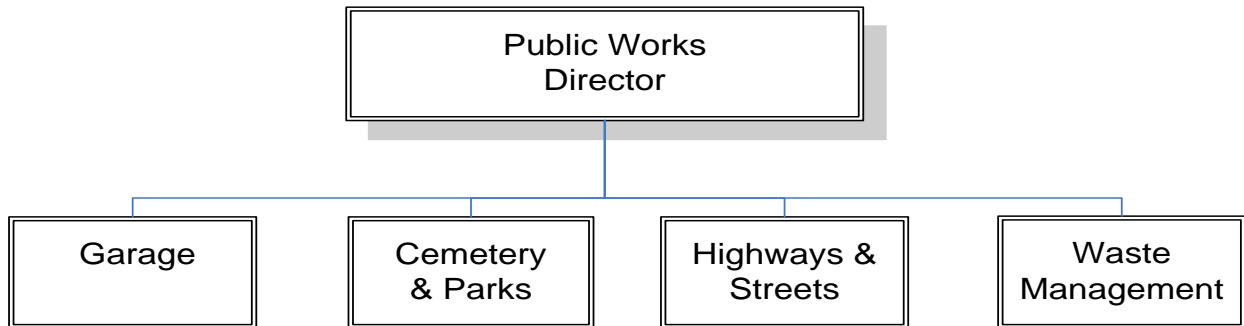 Public Works
Director
Garage
Cemetery
& Parks
Highways &
Streets
Waste
Management